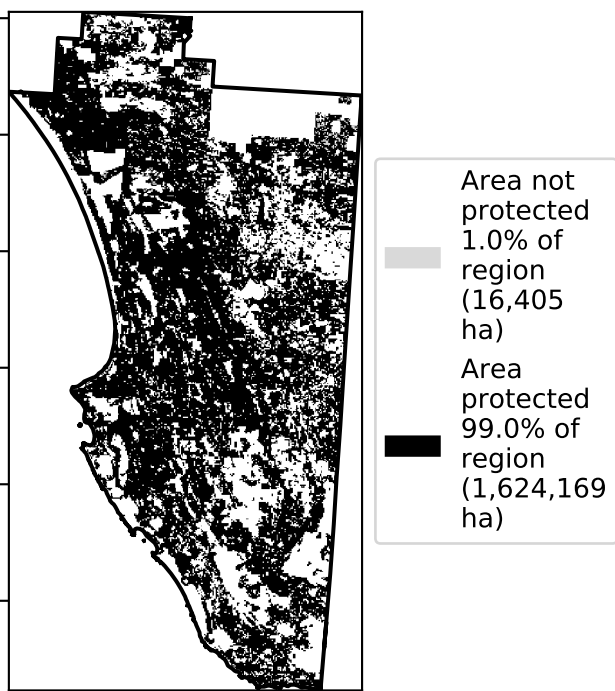 Area not
protected
1.0% of
region
(16,405
ha)
Area
protected
99.0% of
region
(1,624,169
ha)